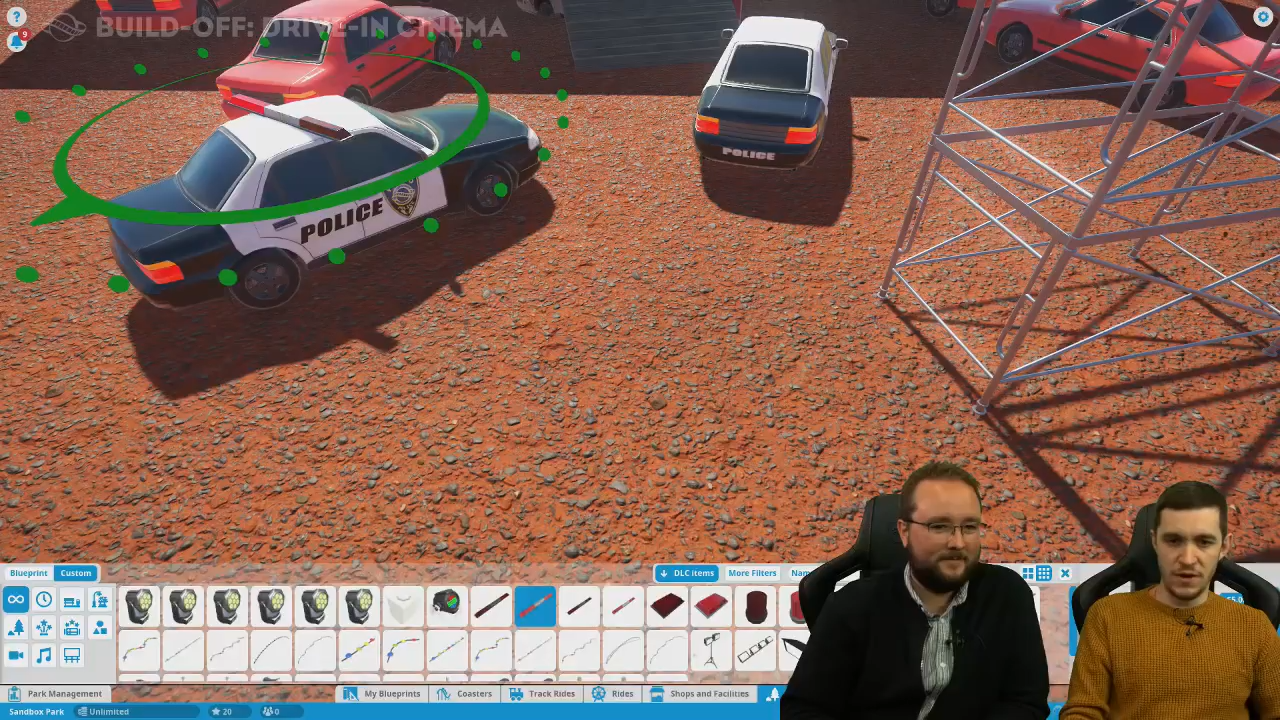 ?
9
BUILD-OFF: DRIVE-IN CINEMA
POLICE
POLICE
Blueprint
Custom
DLC items
More Filters
Park Management
My Blueprints
Coasters
Track Rides
Rides
Shops and Facilities
Sandbox Park
Unlimited
20
0